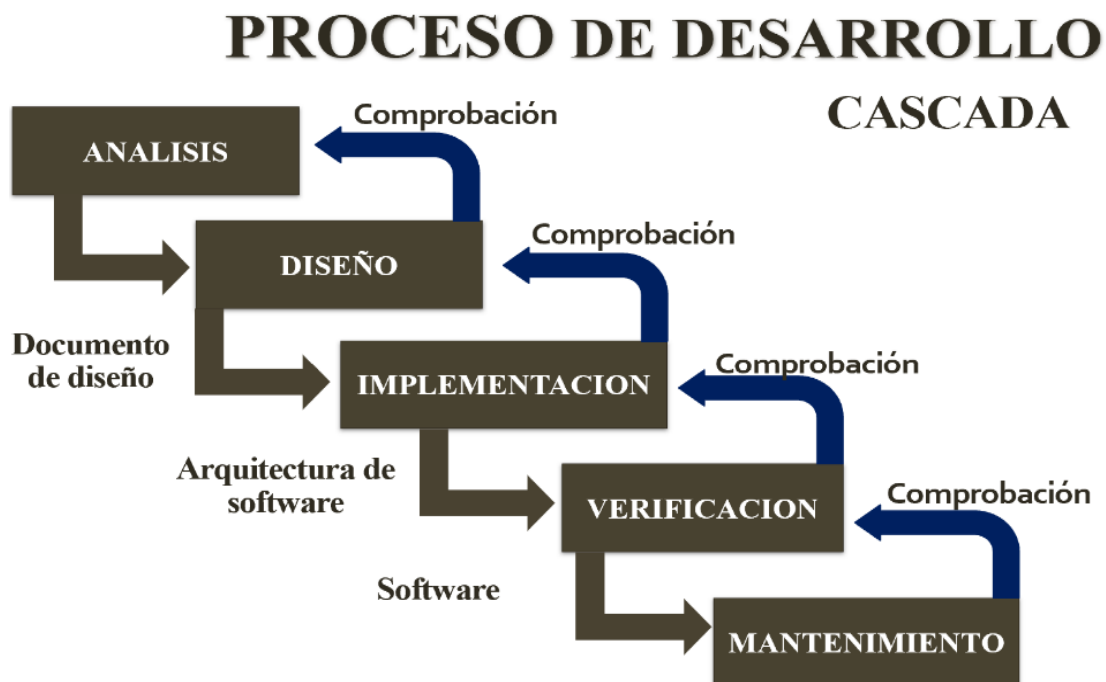 PROCESO DE DESARROLLO
CASCADA
Comprobación
ANALISIS
Comprobación
DISEÑO
Documento
de diseño
Comprobación
IMPLEMENTACION
Arquitectura de
software
Comprobación
VERIFICACION
Software
MANTENIMIENTO